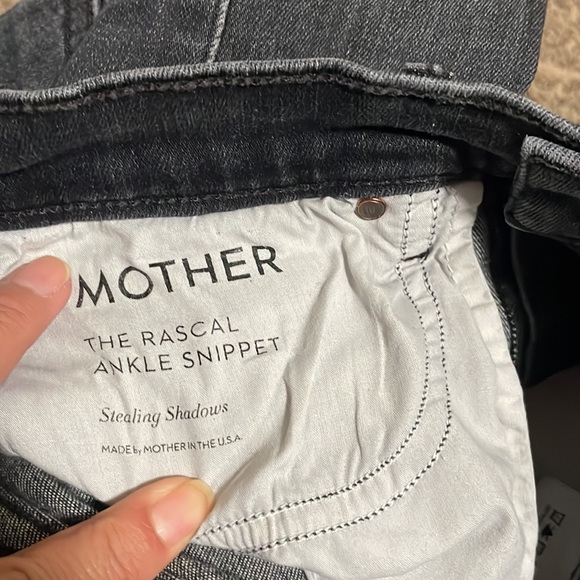 MOTHER
THE RASCAL
ANKLE SNIPPET
Stealing Shadows
MADE by MOTHER IN THE U.S.A.